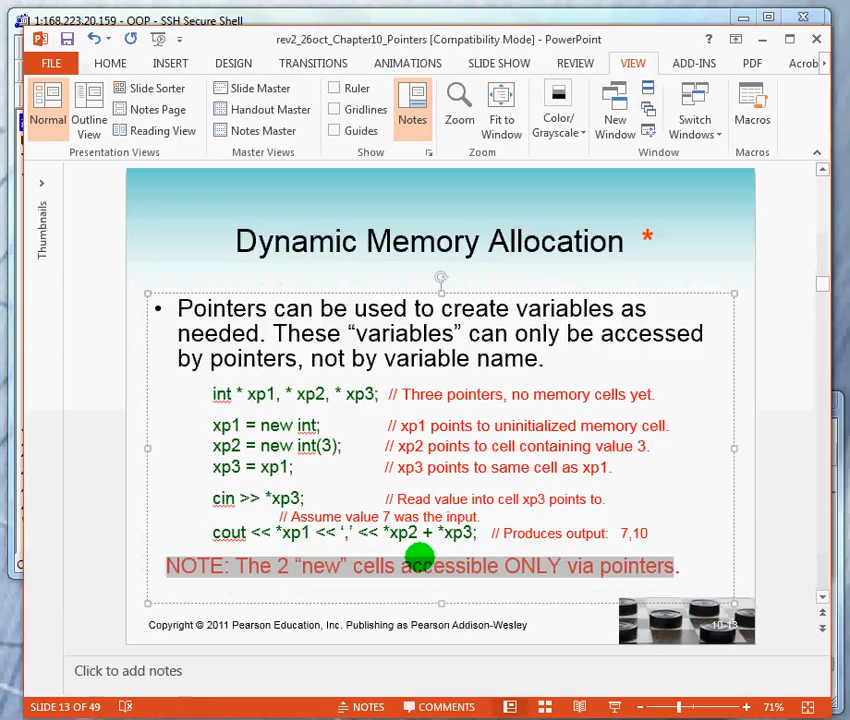 1:168.223.20.159 - OOP - SSH Secure Shell
rev2_26oct_Chapter10_Pointers [Compatibility Mode] - PowerPoint
FILE HOME INSERT DESIGN TRANSITIONS ANIMATIONS SLIDE SHOW REVIEW VIEW ADD-INS PDF Acrob
Normal
Outline View
Slide Sorter
Notes Page
Reading View
Presentation Views
Slide Master
Handout Master
Notes Master
Master Views
Ruler
Gridlines
Guides
Show
Notes
Zoom
Fit to Window
Zoom
Color/ Grayscale
New Window
Switch Windows
Window
Macros
Macros
Thumbnails
Dynamic Memory Allocation *
• Pointers can be used to create variables as
needed. These “variables” can only be accessed
by pointers, not by variable name.
int * xp1, * xp2, * xp3; // Three pointers, no memory cells yet.
xp1 = new int; // xp1 points to uninitialized memory cell.
xp2 = new int(3); // xp2 points to cell containing value 3.
xp3 = xp1; // xp3 points to same cell as xp1.
cin >> *xp3; // Read value into cell xp3 points to.
// Assume value 7 was the input.
cout << *xp1 << ‘,’ << *xp2 + *xp3; // Produces output: 7,10
NOTE: The 2 “new” cells accessible ONLY via pointers.
Copyright © 2011 Pearson Education, Inc. Publishing as Pearson Addison-Wesley
10-13
Click to add notes
SLIDE 13 OF 49 NOTES COMMENTS 71%